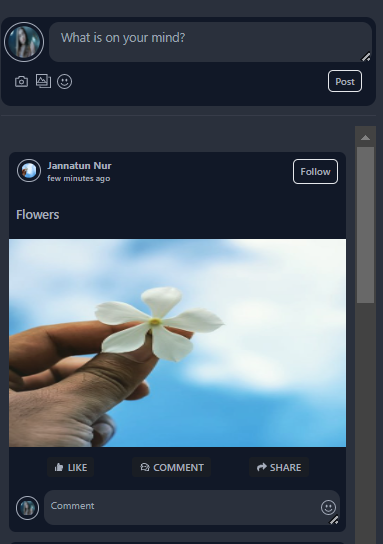 What is on your mind?
Post
Jannatun Nur
few minutes ago
Follow
Flowers
LIKE
COMMENT
SHARE
Comment